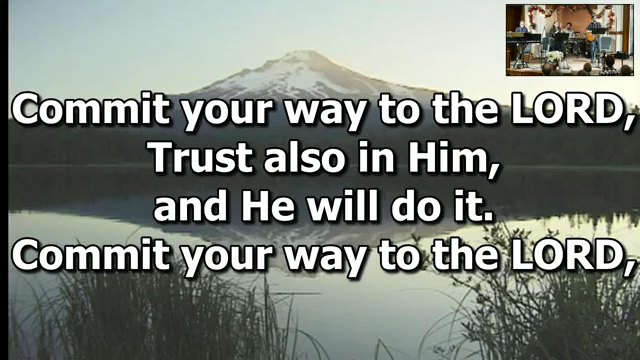 Commit your way to the LORD,
Trust also in Him,
and He will do it.
Commit your way to the LORD,